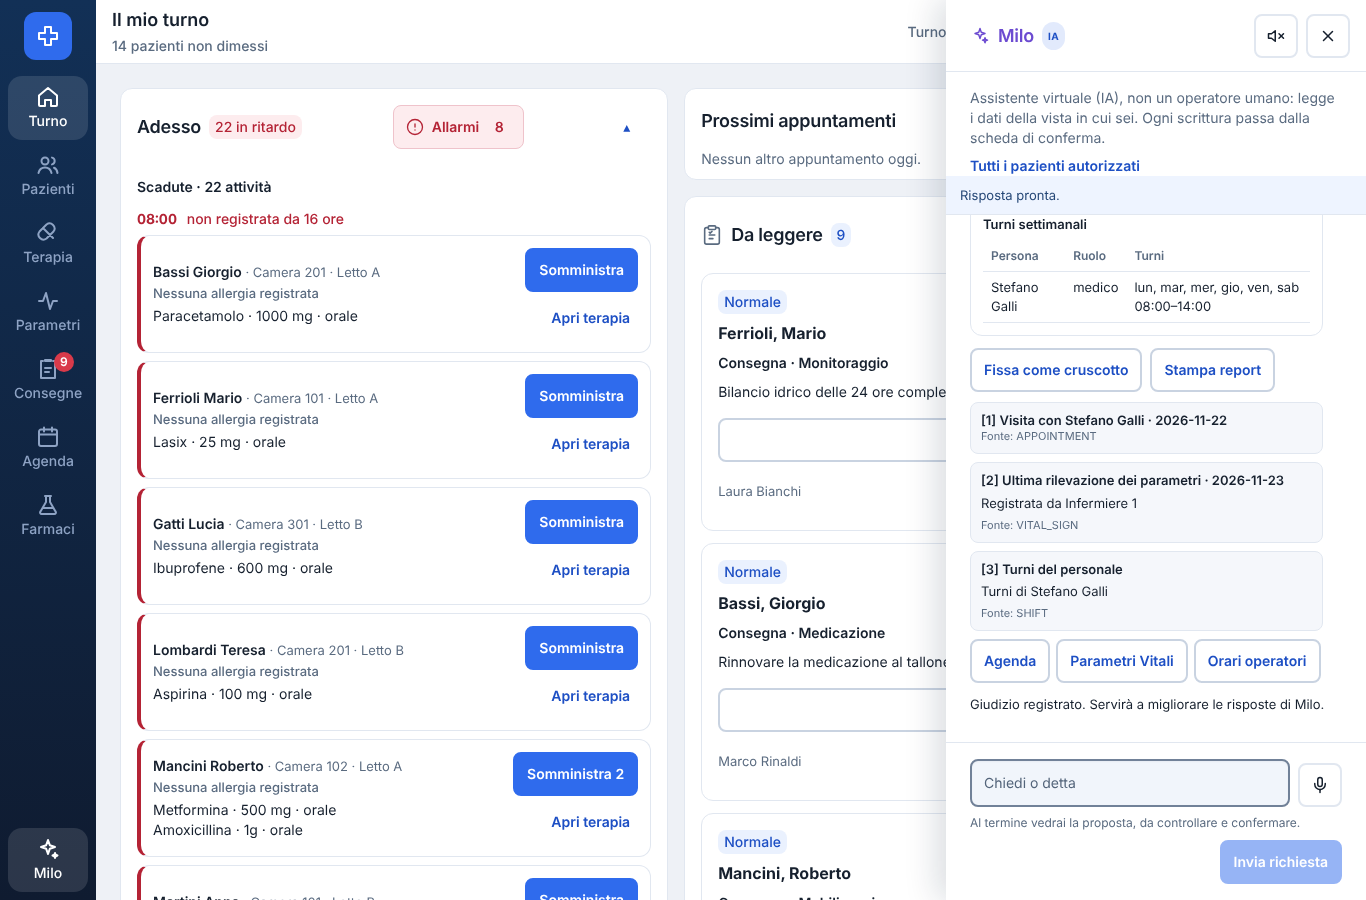 Turno
Pazienti
Terapia
Parametri
9
Consegne
Agenda
Farmaci
Milo
Il mio turno
14 pazienti non dimessi
Turno
Adesso 22 in ritardo
Allarmi 8
Scadute · 22 attività
08:00 non registrata da 16 ore
Bassi Giorgio · Camera 201 · Letto A
Nessuna allergia registrata
Paracetamolo · 1000 mg · orale
Somministra
Apri terapia
Ferrioli Mario · Camera 101 · Letto A
Nessuna allergia registrata
Lasix · 25 mg · orale
Somministra
Apri terapia
Gatti Lucia · Camera 301 · Letto B
Nessuna allergia registrata
Ibuprofene · 600 mg · orale
Somministra
Apri terapia
Lombardi Teresa · Camera 201 · Letto B
Nessuna allergia registrata
Aspirina · 100 mg · orale
Somministra
Apri terapia
Mancini Roberto · Camera 102 · Letto A
Nessuna allergia registrata
Metformina · 500 mg · orale
Amoxicillina · 1g · orale
Somministra 2
Apri terapia
Somministra
Prossimi appuntamenti
Nessun altro appuntamento oggi.
Da leggere 9
Normale
Ferrioli, Mario
Consegna · Monitoraggio
Bilancio idrico delle 24 ore comple
Laura Bianchi
Normale
Bassi, Giorgio
Consegna · Medicazione
Rinnovare la medicazione al tallone
Marco Rinaldi
Normale
Mancini, Roberto
Milo IA
Assistente virtuale (IA), non un operatore umano: legge
i dati della vista in cui sei. Ogni scrittura passa dalla
scheda di conferma.
Tutti i pazienti autorizzati
Risposta pronta.
Turni settimanali
Persona Ruolo Turni
Stefano Galli medico lun, mar, mer, gio, ven, sab
08:00–14:00
Fissa come cruscotto
Stampa report
[1] Visita con Stefano Galli · 2026-11-22
Fonte: APPOINTMENT
[2] Ultima rilevazione dei parametri · 2026-11-23
Registrata da Infermiere 1
Fonte: VITAL_SIGN
[3] Turni del personale
Turni di Stefano Galli
Fonte: SHIFT
Agenda
Parametri Vitali
Orari operatori
Giudizio registrato. Servirà a migliorare le risposte di Milo.
Chiedi o detta
Al termine vedrai la proposta, da controllare e confermare.
Invia richiesta